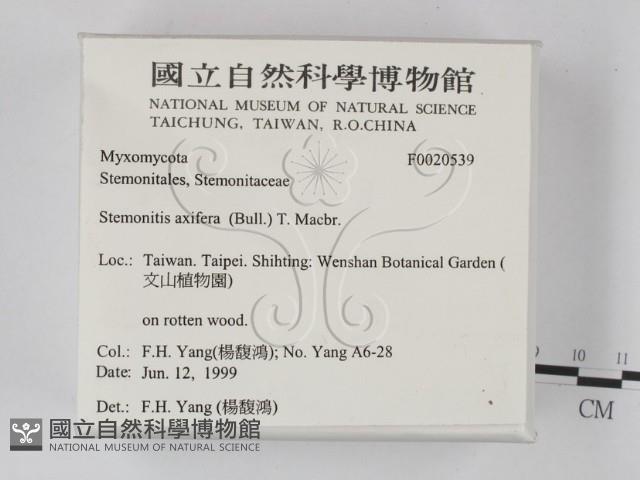 國立自然科學博物館
NATIONAL MUSEUM OF NATURAL SCIENCE
TAICHUNG, TAIWAN, R.O.CHINA
Myxomycota F0020539
Stemonitales, Stemonitaceae
Stemonitis axifera (Bull.) T. Macbr.
Loc.: Taiwan. Taipei. Shihting: Wenshan Botanical Garden (
文山植物園)
on rotten wood.
Col.: F.H. Yang(楊馥鴻); No. Yang A6-28
Date: Jun. 12, 1999
Det.: F.H. Yang (楊馥鴻)
10 11
CM
國立自然科學博物館
NATIONAL MUSEUM OF NATURAL SCIENCE